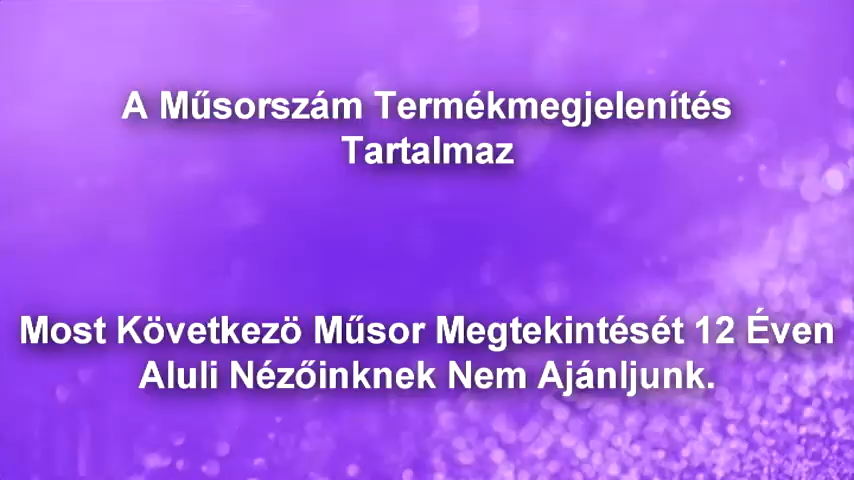 A Műsorszám Termékmegjelenítés
Tartalmaz
Most Következö Műsor Megtekintését 12 Éven
Aluli Nézőinknek Nem Ajánljunk.